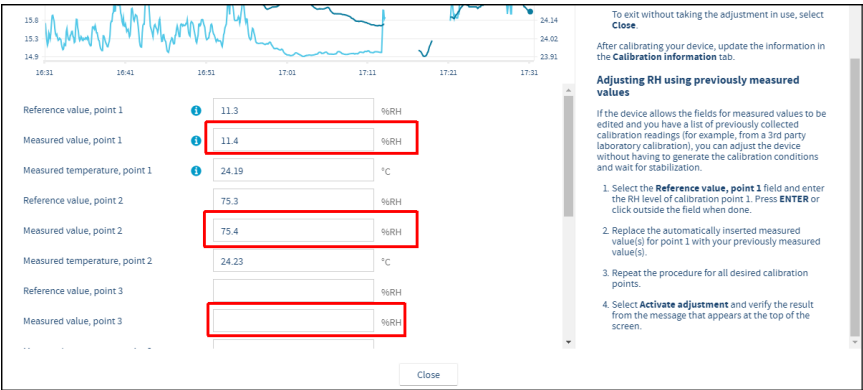 15.8
15.3
14.9
24.14
24.02
23.91
16:31 16:41 16:51 17:01 17:11 17:21 17:31
Reference value, point 1 11.3 %RH
Measured value, point 1 11.4 %RH
Measured temperature, point 1 24.19 °C
Reference value, point 2 75.3 %RH
Measured value, point 2 75.4 %RH
Measured temperature, point 2 24.23 °C
Reference value, point 3 %RH
Measured value, point 3 %RH
To exit without taking the adjustment in use, select
Close.
After calibrating your device, update the information in
the Calibration information tab.
Adjusting RH using previously measured
values
If the device allows the fields for measured values to be
edited and you have a list of previously collected
calibration readings (for example, from a 3rd party
laboratory calibration), you can adjust the device
without having to generate the calibration conditions
and wait for stabilization.
1. Select the Reference value, point 1 field and enter
the RH level of calibration point 1. Press ENTER or
click outside the field when done.
2. Replace the automatically inserted measured
value(s) for point 1 with your previously measured
value(s).
3. Repeat the procedure for all desired calibration
points.
4. Select Activate adjustment and verify the result
from the message that appears at the top of the
screen.
Close